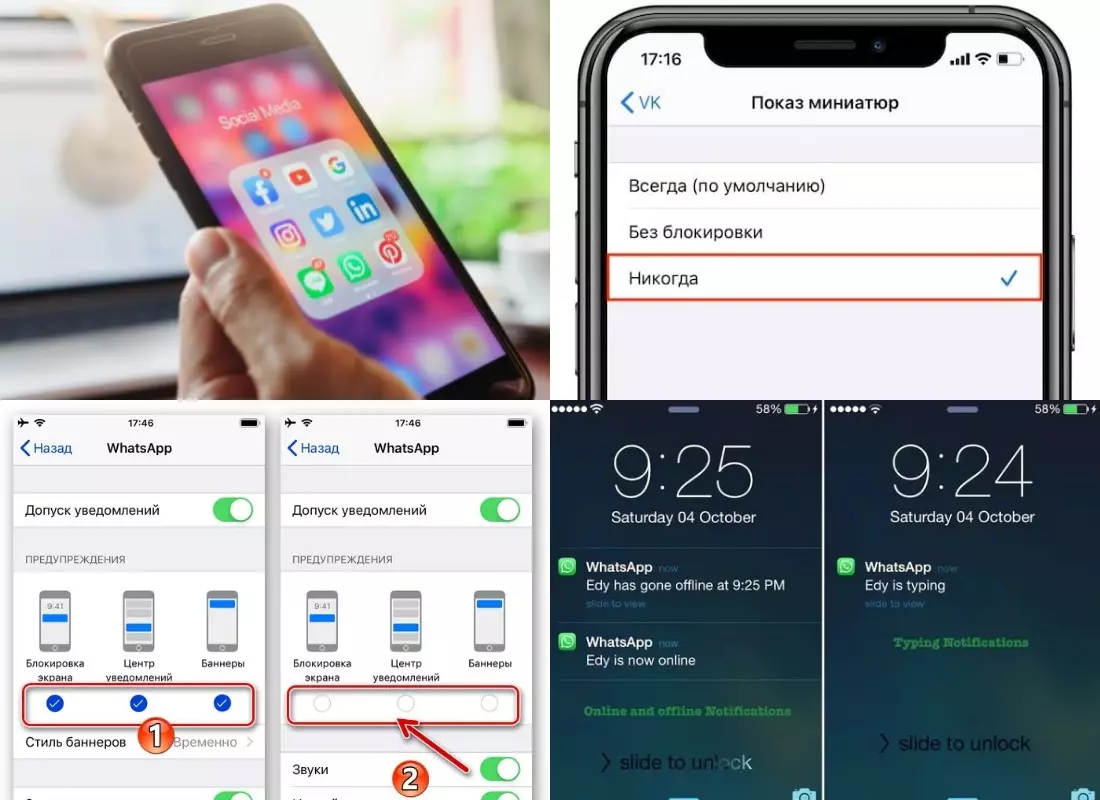 Social Media
17:16
VK
Показ миниатюр
Всегда (по умолчанию)
Без блокировки
Никогда
17:46
Назад
WhatsApp
Допуск уведомлений
ПРЕДУПРЕЖДЕНИЯ
9:41
Блокировка
экрана
Центр
уведомлений
Баннеры
1
Стиль баннеров
Временно
17:46
Назад
WhatsApp
Допуск уведомлений
ПРЕДУПРЕЖДЕНИЯ
9:41
Блокировка
экрана
Центр
уведомлений
Баннеры
2
Звуки
58%
9:25
Saturday 04 October
WhatsApp now
Edy has gone offline at 9:25 PM
slide to view
WhatsApp now
Edy is now online
Online and offline Notifications
slide to unlock
58%
9:24
Saturday 04 October
WhatsApp now
Edy is typing
slide to view
Typing Notifications
slide to unlock